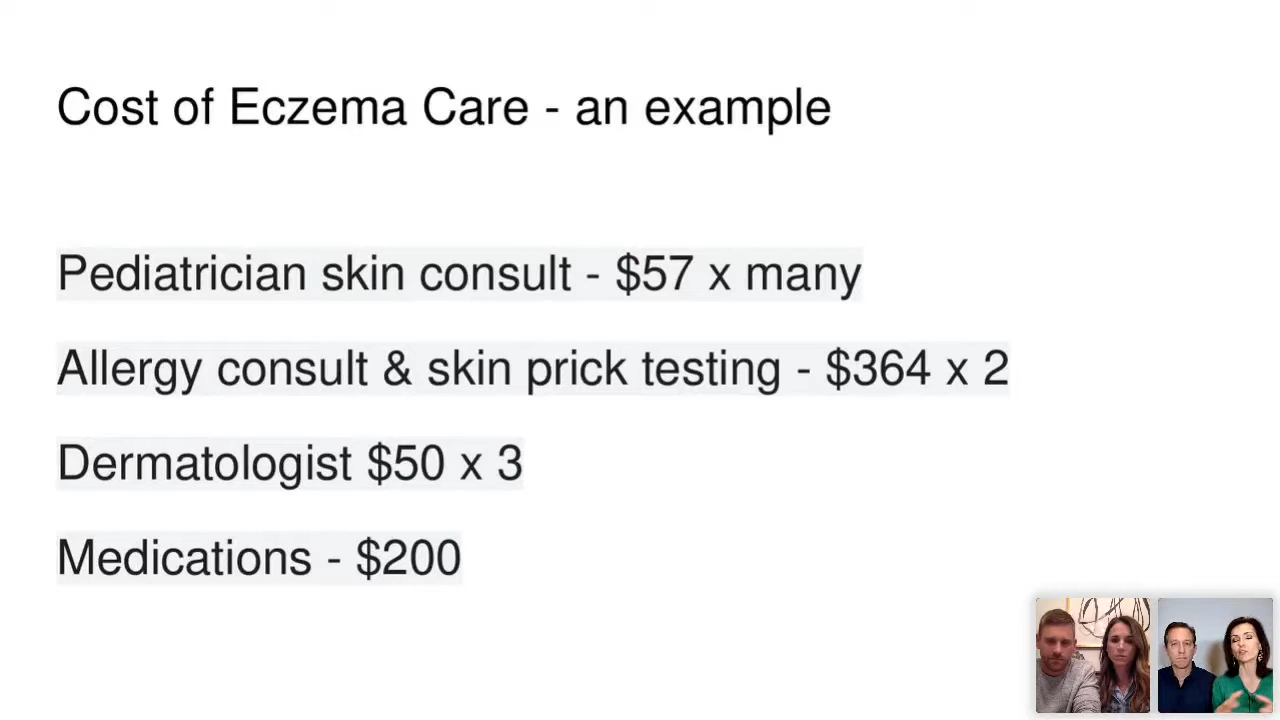 Cost of Eczema Care - an example
Pediatrician skin consult - $57 x many
Allergy consult & skin prick testing - $364 x 2
Dermatologist $50 x 3
Medications - $200